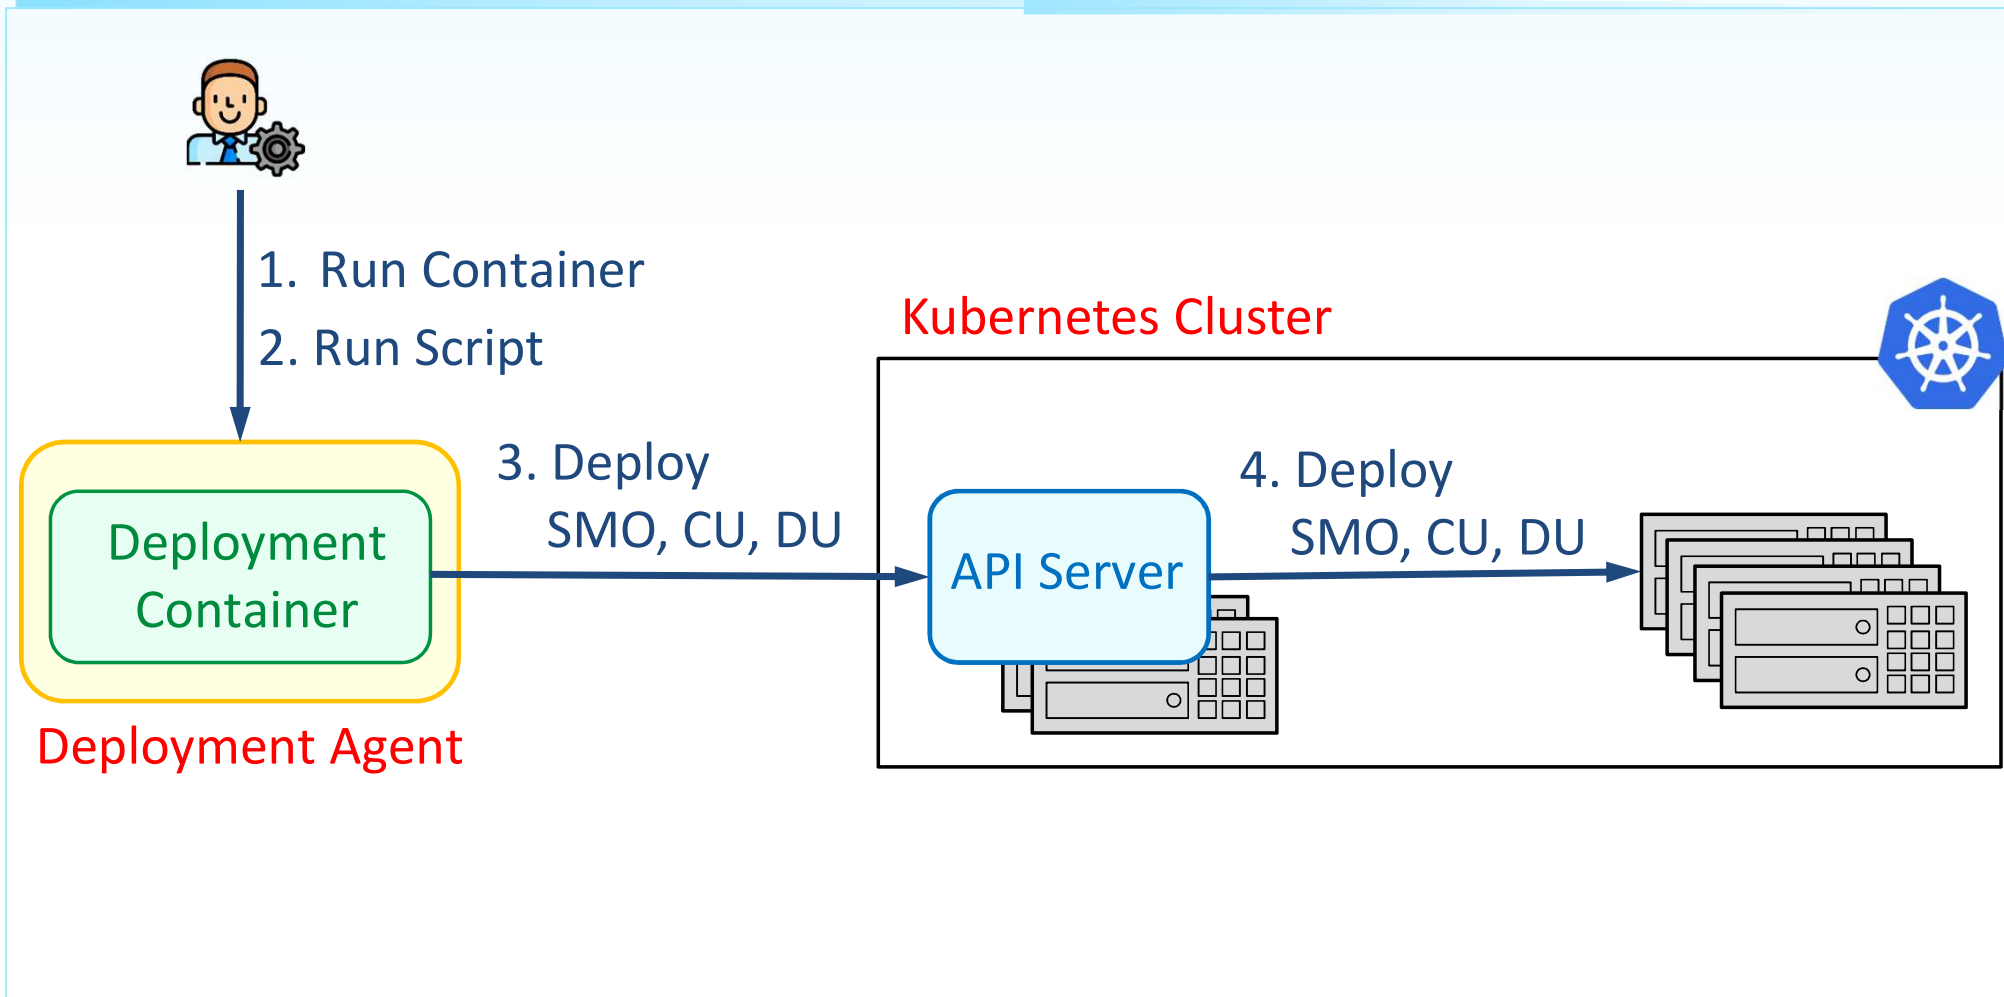 1. Run Container
2. Run Script
Kubernetes Cluster
3. Deploy
SMO, CU, DU
4. Deploy
SMO, CU, DU
Deployment
Container
API Server
Deployment Agent